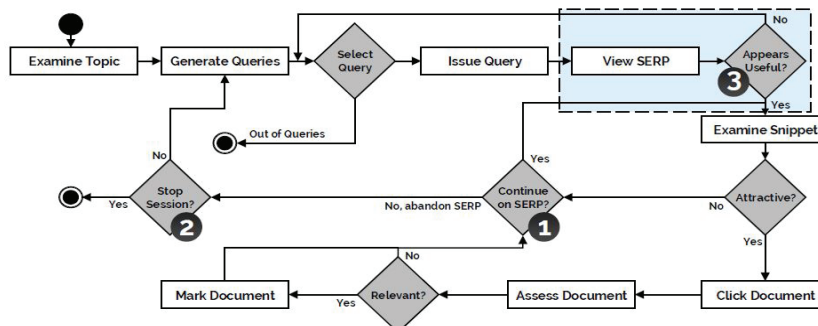 No
Examine Topic
Generate Queries
Select
Query
Issue Query
View SERP
Appears
Useful?
3
Yes
Out of Queries
Examine Snippet
No
Yes
Stop
Session?
Yes
2
No, abandon SERP
Continue
on SERP?
1
No
Attractive?
Yes
No
Mark Document
Yes
Relevant?
Assess Document
Click Document